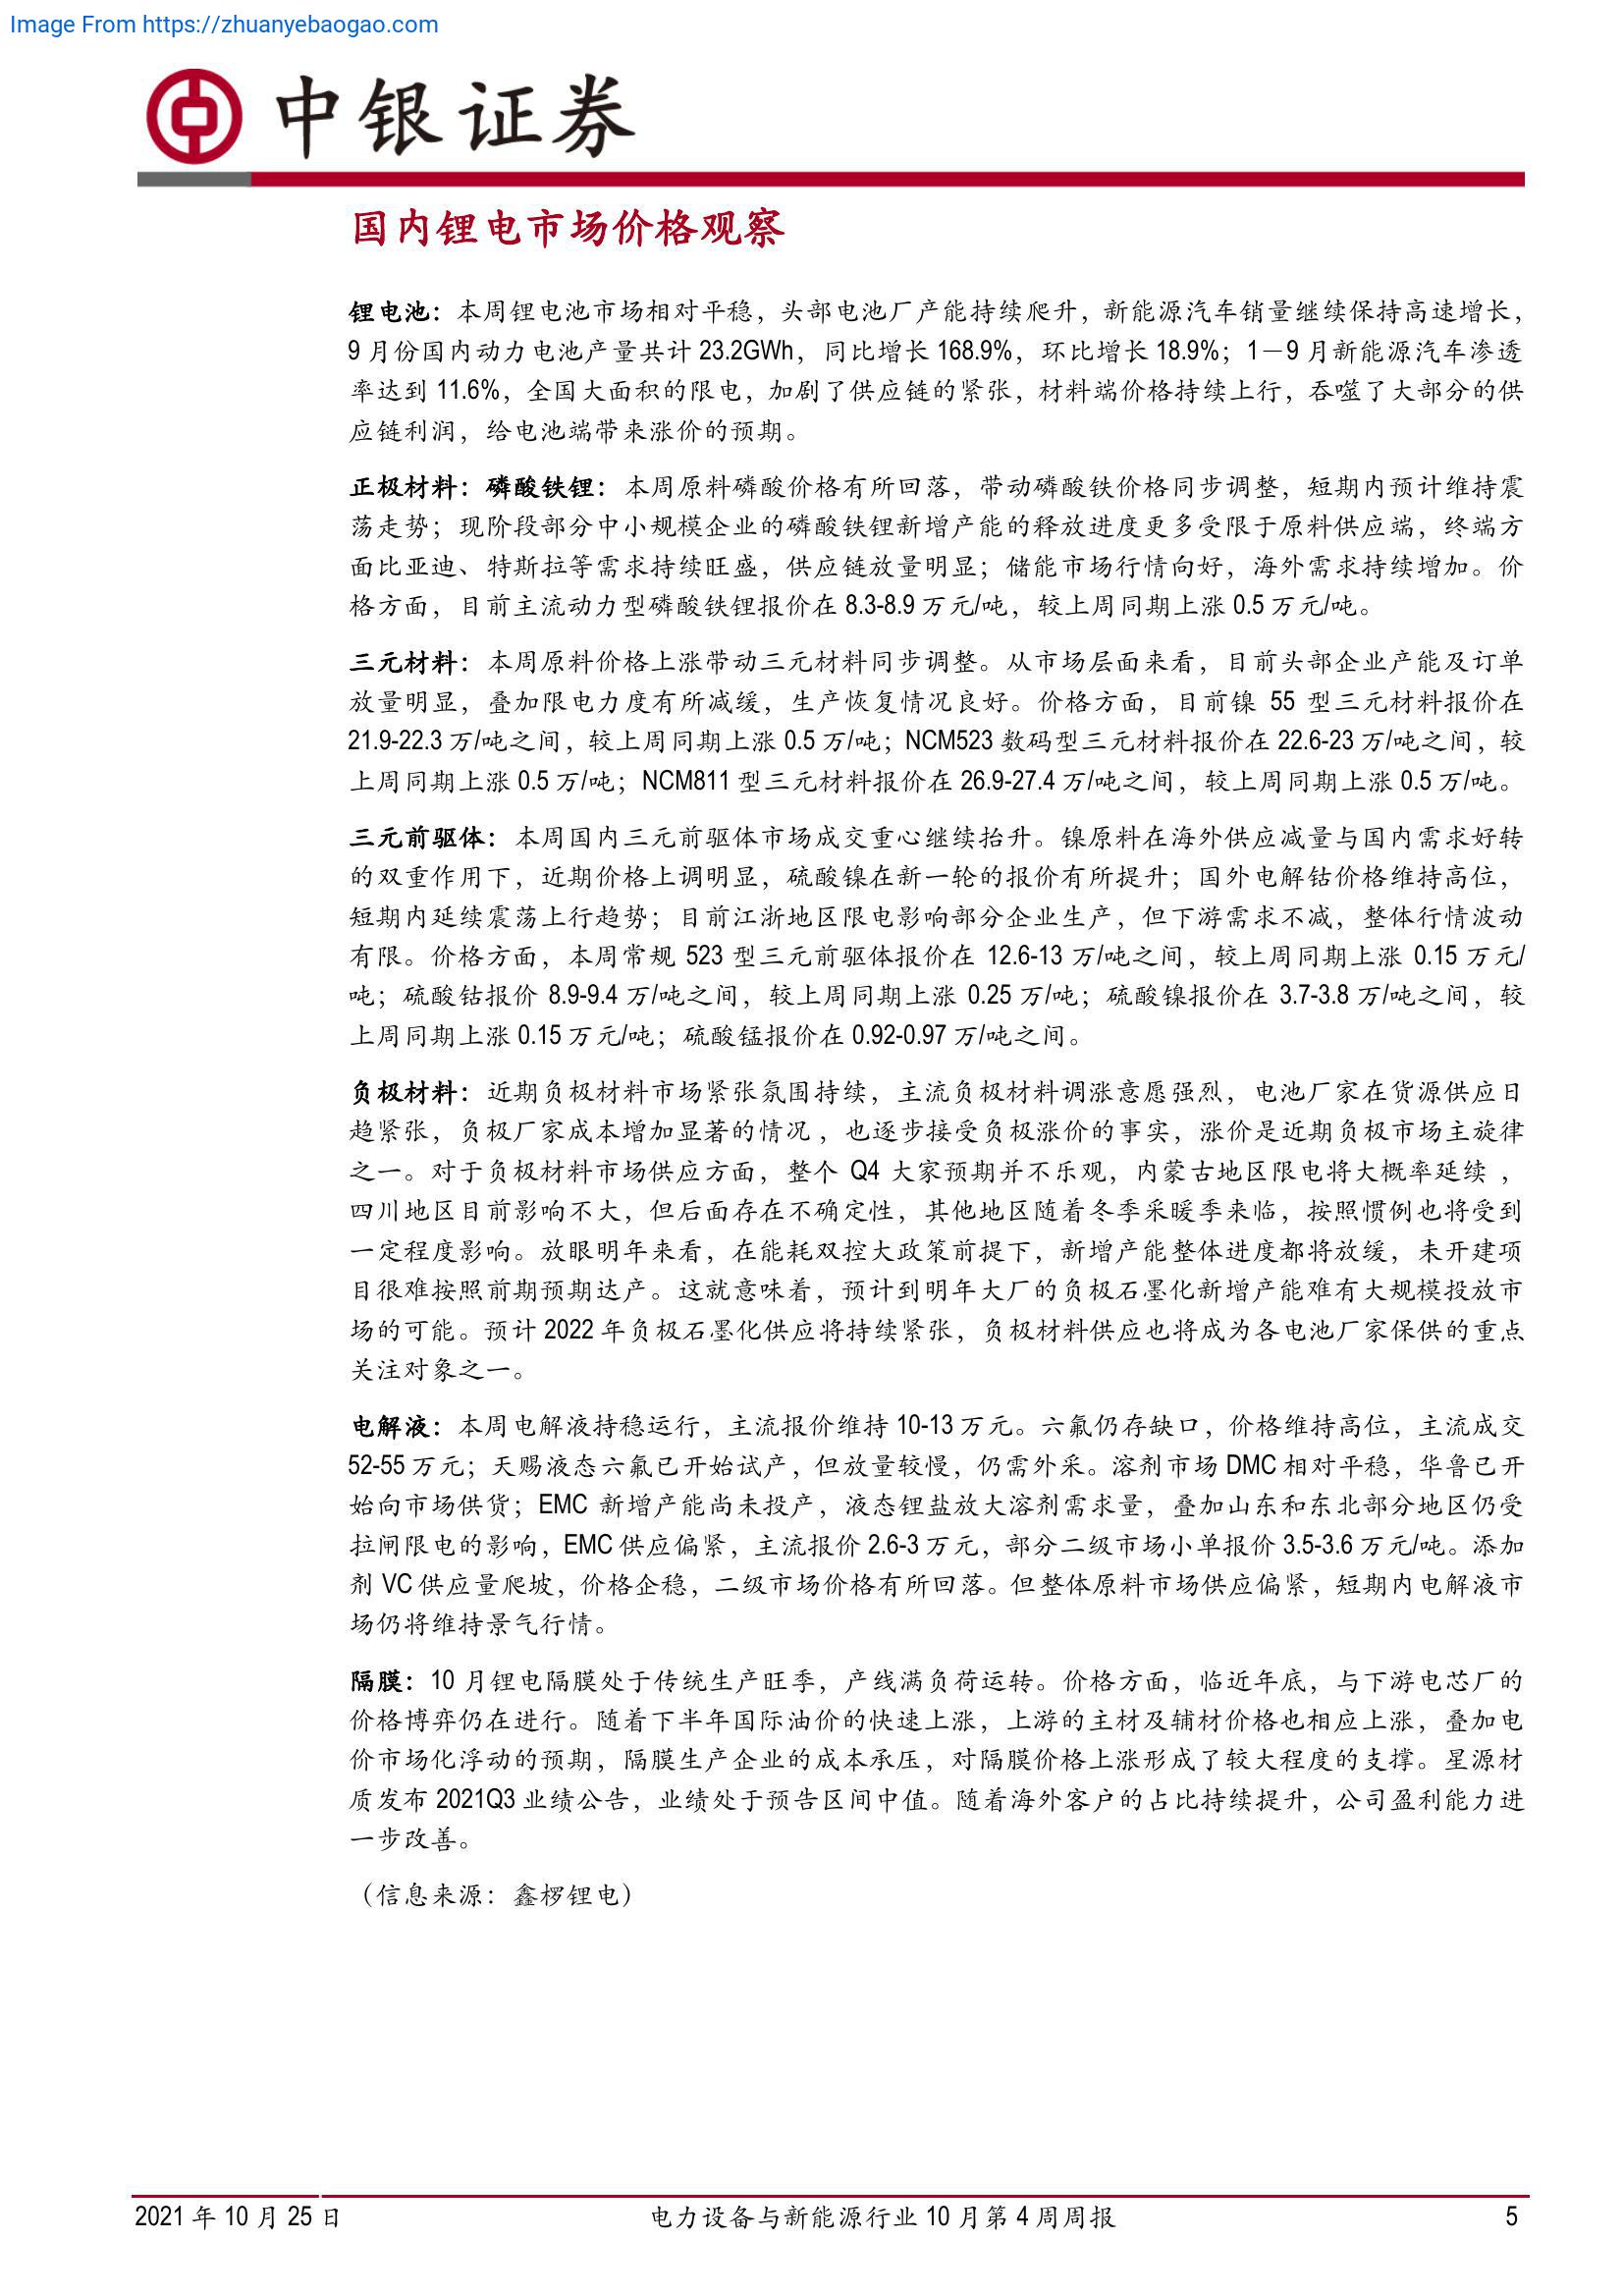 Image From https://zhuanyebaogao.com
中银证券
国内锂电市场价格观察
锂电池：本周锂电池市场相对平稳，头部电池厂产能持续爬升，新能源汽车销量继续保持高速增长，
9 月份国内动力电池产量共计 23.2GWh，同比增长 168.9%，环比增长 18.9%；1－9 月新能源汽车渗透
率达到 11.6%，全国大面积的限电，加剧了供应链的紧张，材料端价格持续上行，吞噬了大部分的供
应链利润，给电池端带来涨价的预期。
正极材料：磷酸铁锂：本周原料磷酸价格有所回落，带动磷酸铁价格同步调整，短期内预计维持震
荡走势；现阶段部分中小规模企业的磷酸铁锂新增产能的释放进度更多受限于原料供应端，终端方
面比亚迪、特斯拉等需求持续旺盛，供应链放量明显；储能市场行情向好，海外需求持续增加。价
格方面，目前主流动力型磷酸铁锂报价在 8.3-8.9 万元/吨，较上周同期上涨 0.5 万元/吨。
三元材料：本周原料价格上涨带动三元材料同步调整。从市场层面来看，目前头部企业产能及订单
放量明显，叠加限电力度有所减缓，生产恢复情况良好。价格方面，目前镍 55 型三元材料报价在
21.9-22.3 万/吨之间，较上周同期上涨 0.5 万/吨；NCM523 数码型三元材料报价在 22.6-23 万/吨之间，较
上周同期上涨 0.5 万/吨；NCM811 型三元材料报价在 26.9-27.4 万/吨之间，较上周同期上涨 0.5 万/吨。
三元前驱体：本周国内三元前驱体市场成交重心继续抬升。镍原料在海外供应减量与国内需求好转
的双重作用下，近期价格上调明显，硫酸镍在新一轮的报价有所提升；国外电解钴价格维持高位，
短期内延续震荡上行趋势；目前江浙地区限电影响部分企业生产，但下游需求不减，整体行情波动
有限。价格方面，本周常规 523 型三元前驱体报价在 12.6-13 万/吨之间，较上周同期上涨 0.15 万元/
吨；硫酸钴报价 8.9-9.4 万/吨之间，较上周同期上涨 0.25 万/吨；硫酸镍报价在 3.7-3.8 万/吨之间，较
上周同期上涨 0.15 万元/吨；硫酸锰报价在 0.92-0.97 万/吨之间。
负极材料：近期负极材料市场紧张氛围持续，主流负极材料调涨意愿强烈，电池厂家在货源供应日
趋紧张，负极厂家成本增加显著的情况，也逐步接受负极涨价的事实，涨价是近期负极市场主旋律
之一。对于负极材料市场供应方面，整个 Q4 大家预期并不乐观，内蒙古地区限电将大概率延续，
四川地区目前影响不大，但后面存在不确定性，其他地区随着冬季采暖季来临，按照惯例也将受到
一定程度影响。放眼明年来看，在能耗双控大政策前提下，新增产能整体进度都将放缓，未开建项
目很难按照前期预期达产。这就意味着，预计到明年大厂的负极石墨化新增产能难有大规模投放市
场的可能。预计 2022 年负极石墨化供应将持续紧张，负极材料供应也将成为各电池厂家保供的重点
关注对象之一。
电解液：本周电解液持稳运行，主流报价维持 10-13 万元。六氟仍存缺口，价格维持高位，主流成交
52-55 万元；天赐液态六氟已开始试产，但放量较慢，仍需外采。溶剂市场 DMC 相对平稳，华鲁已开
始向市场供货；EMC 新增产能尚未投产，液态锂盐放大溶剂需求量，叠加山东和东北部分地区仍受
拉闸限电的影响，EMC 供应偏紧，主流报价 2.6-3 万元，部分二级市场小单报价 3.5-3.6 万元/吨。添加
剂 VC 供应量爬坡，价格企稳，二级市场价格有所回落。但整体原料市场供应偏紧，短期内电解液市
场仍将维持景气行情。
隔膜：10 月锂电隔膜处于传统生产旺季，产线满负荷运转。价格方面，临近年底，与下游电芯厂的
价格博弈仍在进行。随着下半年国际油价的快速上涨，上游的主材及辅材价格也相应上涨，叠加电
价市场化浮动的预期，隔膜生产企业的成本承压，对隔膜价格上涨形成了较大程度的支撑。星源材
质发布 2021Q3 业绩公告，业绩处于预告区间中值。随着海外客户的占比持续提升，公司盈利能力进
一步改善。
（信息来源：鑫椤锂电）
2021 年 10 月 25 日
电力设备与新能源行业 10 月第 4 周周报
5